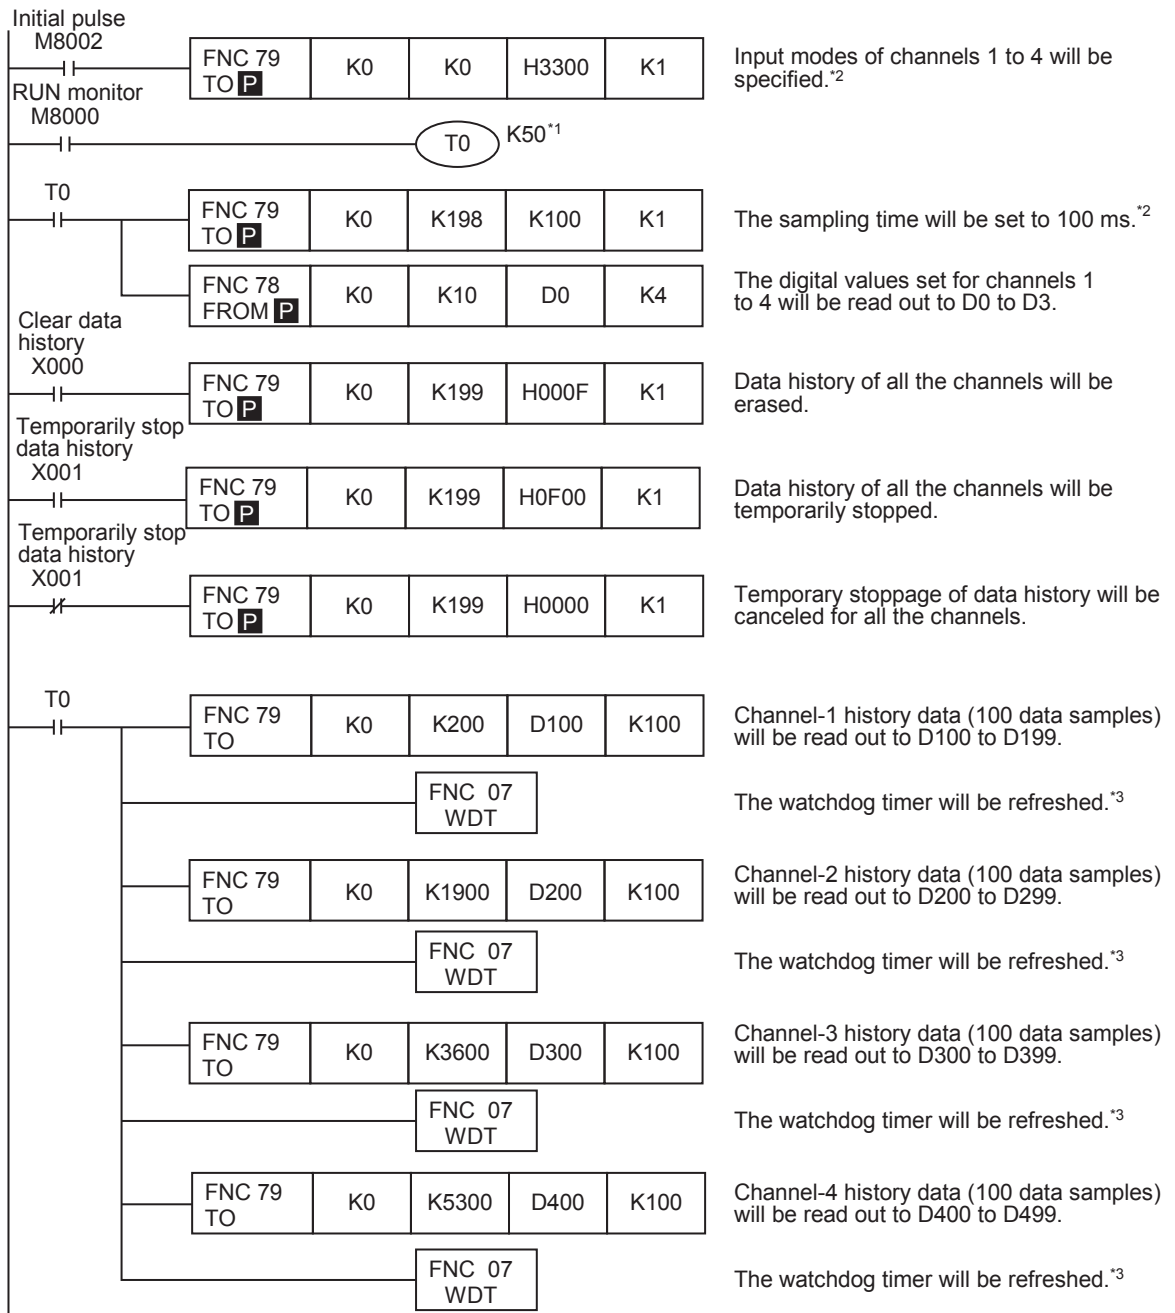 Initial pulse
M8002
FNC 79 TO P K0 K0 H3300 K1
Input modes of channels 1 to 4 will be
specified.*2
RUN monitor
M8000
T0 K50*1
T0
FNC 79 TO P K0 K198 K100 K1
The sampling time will be set to 100 ms.*2
FNC 78 FROM P K0 K10 D0 K4
The digital values set for channels 1
to 4 will be read out to D0 to D3.
Clear data
history
X000
FNC 79 TO P K0 K199 H000F K1
Data history of all the channels will be
erased.
Temporarily stop
data history
X001
FNC 79 TO P K0 K199 H0F00 K1
Data history of all the channels will be
temporarily stopped.
Temporarily stop
data history
X001
FNC 79 TO P K0 K199 H0000 K1
Temporary stoppage of data history will be
canceled for all the channels.
T0
FNC 79 TO K0 K200 D100 K100
Channel-1 history data (100 data samples)
will be read out to D100 to D199.
FNC 07 WDT
The watchdog timer will be refreshed.*3
FNC 79 TO K0 K1900 D200 K100
Channel-2 history data (100 data samples)
will be read out to D200 to D299.
FNC 07 WDT
The watchdog timer will be refreshed.*3
FNC 79 TO K0 K3600 D300 K100
Channel-3 history data (100 data samples)
will be read out to D300 to D399.
FNC 07 WDT
The watchdog timer will be refreshed.*3
FNC 79 TO K0 K5300 D400 K100
Channel-4 history data (100 data samples)
will be read out to D400 to D499.
FNC 07 WDT
The watchdog timer will be refreshed.*3